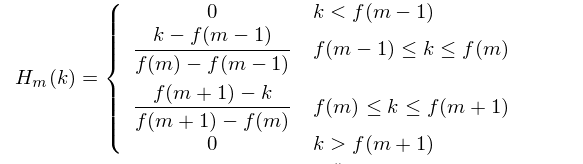 H_m(k) = { 0    k < f(m − 1)
(k − f(m − 1)) / (f(m) − f(m − 1))    f(m − 1) ≤ k ≤ f(m)
(f(m + 1) − k) / (f(m + 1) − f(m))    f(m) ≤ k ≤ f(m + 1)
0    k > f(m + 1)